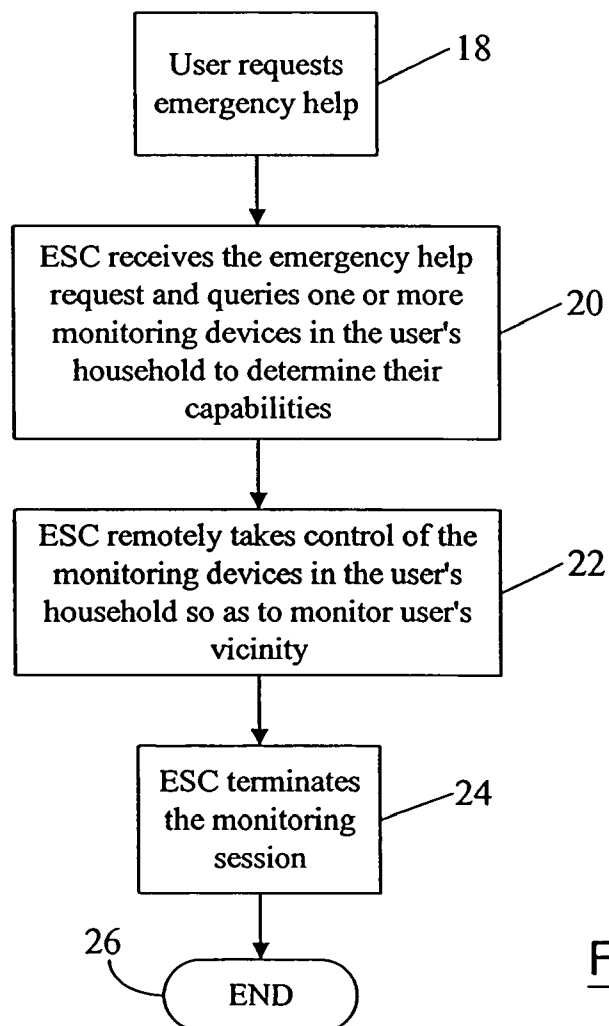 User requests
emergency help
18
ESC receives the emergency help
request and queries one or more
monitoring devices in the user's
household to determine their
capabilities
20
ESC remotely takes control of the
monitoring devices in the user's
household so as to monitor user's
vicinity
22
ESC terminates
the monitoring
session
24
26
END
F